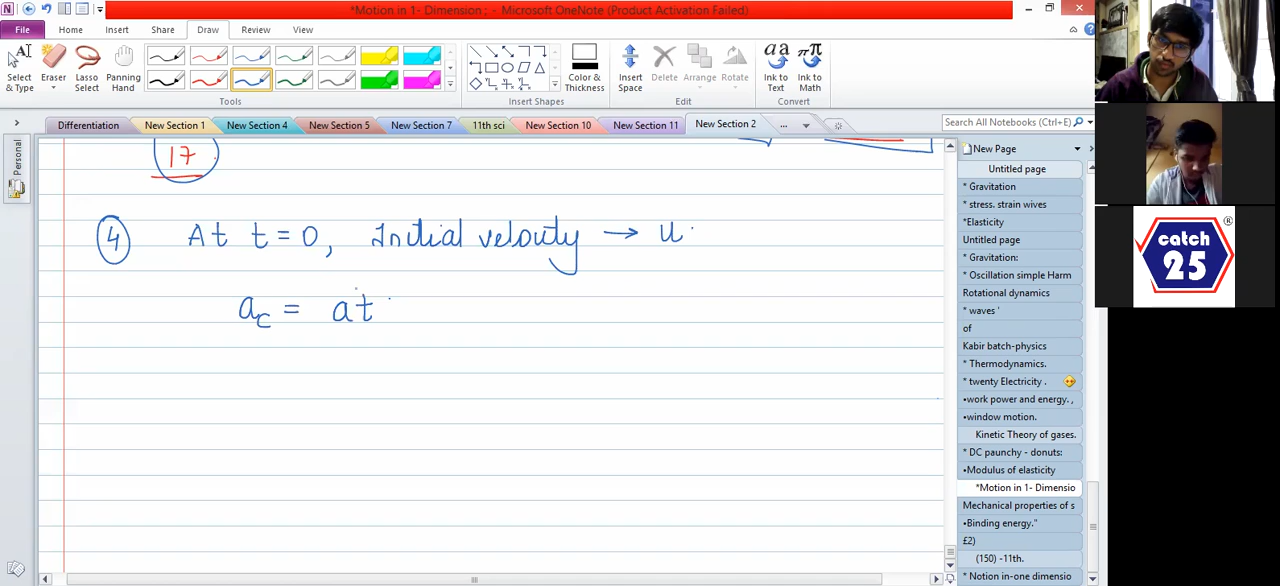 *Motion in 1- Dimension ; - Microsoft OneNote (Product Activation Failed)
File Home Insert Share Draw Review View
Select & Type
Eraser
Lasso Select
Panning Hand
Color & Thickness
Insert Space
Delete
Arrange
Rotate
Ink to Text
Ink to Math
Tools
Insert Shapes
Edit
Convert
Differentiation New Section 1 New Section 4 New Section 5 New Section 7 11th sci New Section 10 New Section 11 New Section 2 ...
Search All Notebooks (Ctrl+E)
Personal
17
4 At t = 0, Initial velouty → u
ac = at
New Page
Untitled page
* Gravitation
* stress. strain wives
*Elasticity
Untitled page
* Gravitation:
* Oscillation simple Harm
Rotational dynamics
* waves '
of
Kabir batch-physics
* Thermodynamics.
* twenty Electricity .
•work power and energy. ,
•window motion.
Kinetic Theory of gases.
* DC paunchy - donuts:
•Modulus of elasticity
*Motion in 1- Dimensio
Mechanical properties of s
•Binding energy."
£2)
(150) -11th.
* Notion in-one dimensio
catch
25
®